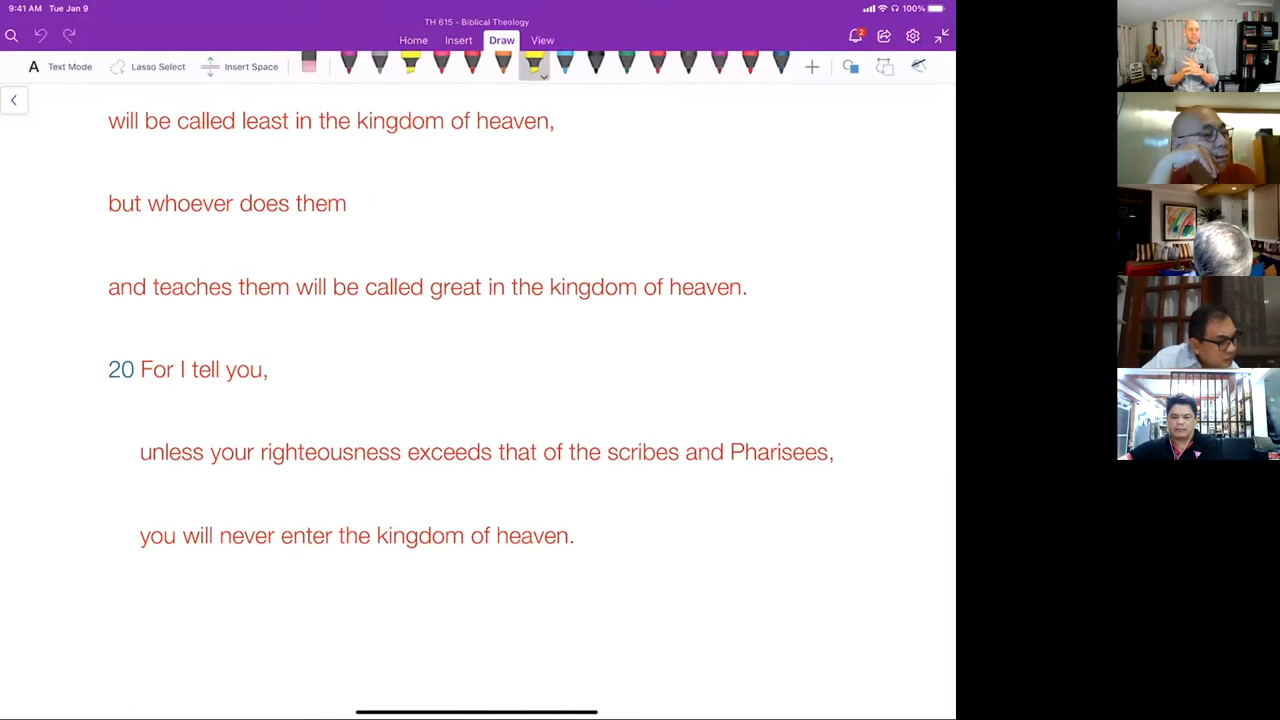 9:41 AM Tue Jan 9
100%
TH 615 - Biblical Theology
Home Insert Draw View
2
A Text Mode Lasso Select Insert Space
will be called least in the kingdom of heaven,
but whoever does them
and teaches them will be called great in the kingdom of heaven.
20 For I tell you,
unless your righteousness exceeds that of the scribes and Pharisees,
you will never enter the kingdom of heaven.